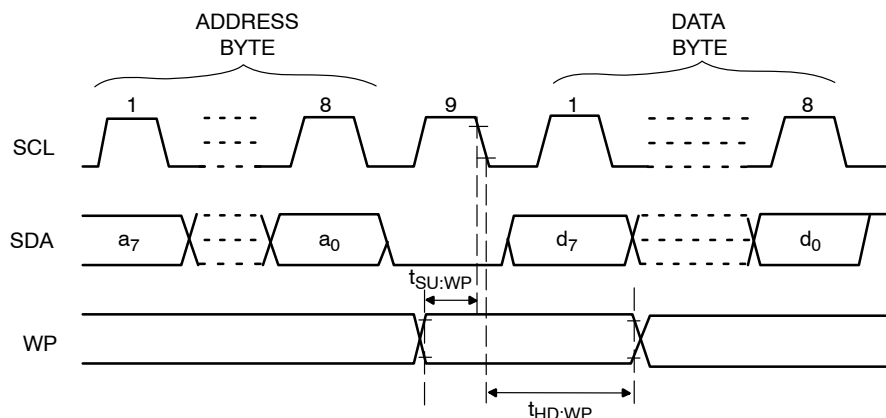 ADDRESS
BYTE
DATA
BYTE
1
8
9
1
8
SCL
SDA
a7
a0
d7
d0
tSU:WP
WP
tHD:WP